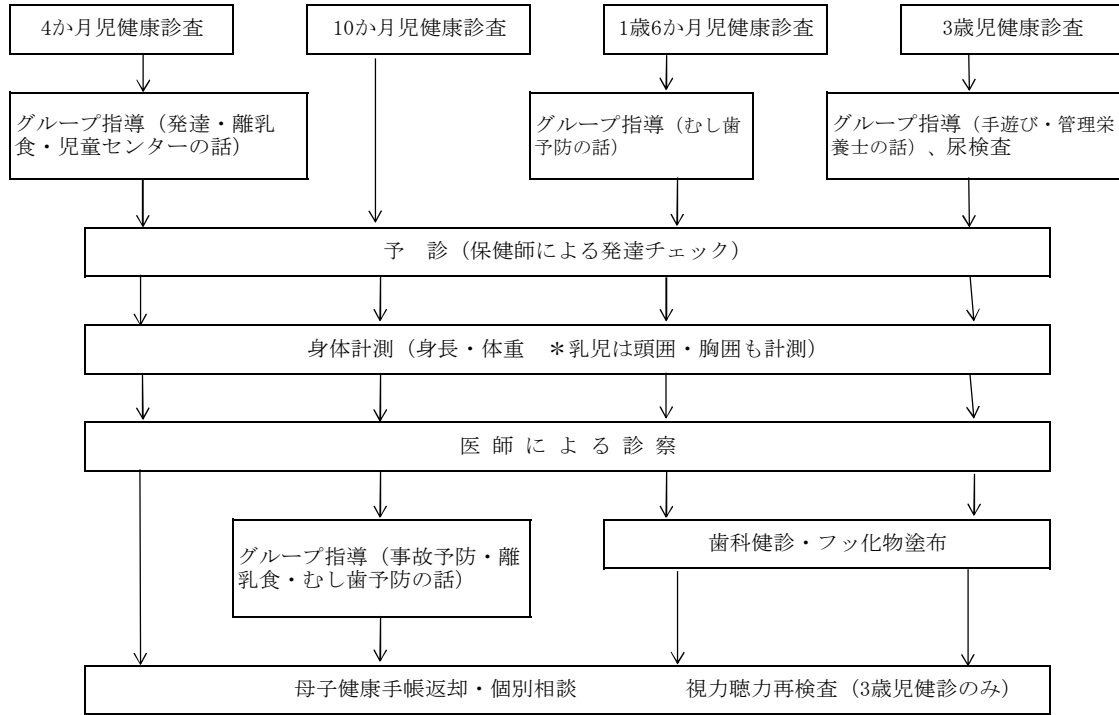 4か月児健康診査
10か月児健康診査
1歳6か月児健康診査
3歳児健康診査
グループ指導（発達・離乳
食・児童センターの話）
グループ指導（むし歯
予防の話）
グループ指導（手遊び・管理栄
養士の話）、尿検査
予　診（保健師による発達チェック）
身体計測（身長・体重　＊乳児は頭囲・胸囲も計測）
医 師 に よ る 診 察
グループ指導（事故予防・離
乳食・むし歯予防の話）
歯科健診・フッ化物塗布
母子健康手帳返却・個別相談　　　　視力聴力再検査（3歳児健診のみ）